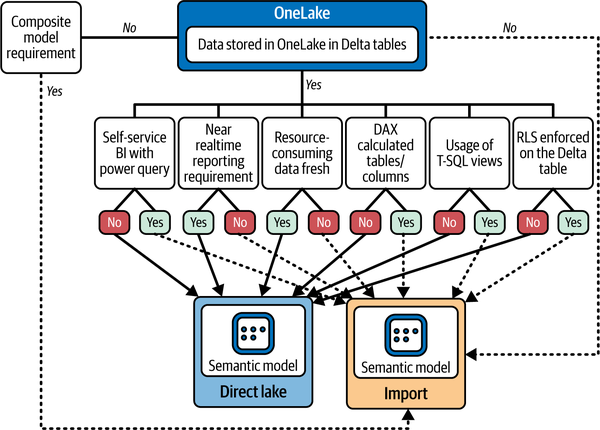 Composite
model
requirement
No
OneLake
Data stored in OneLake in Delta tables
No
Yes
Yes
Self-service
BI with
power query
Near
realtime
reporting
requirement
Resource-
consuming
data fresh
DAX
calculated
tables/
columns
Usage of
T-SQL views
RLS enforced
on the Delta
table
No
Yes
Yes
No
Yes
No
No
Yes
No
Yes
No
Yes
Semantic model
Direct lake
Semantic model
Import